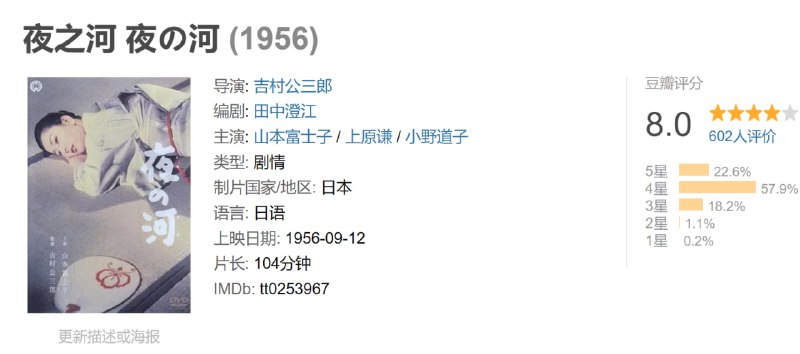 夜之河 夜の河 (1956)
夜の河
主演 山本富士子
監督 吉村公三郎
DVD
更新描述或海报
导演: 吉村公三郎
编剧: 田中澄江
主演: 山本富士子 / 上原谦 / 小野道子
类型: 剧情
制片国家/地区: 日本
语言: 日语
上映日期: 1956-09-12
片长: 104分钟
IMDb: tt0253967
豆瓣评分
8.0
602人评价
5星 22.6%
4星 57.9%
3星 18.2%
2星 1.1%
1星 0.2%